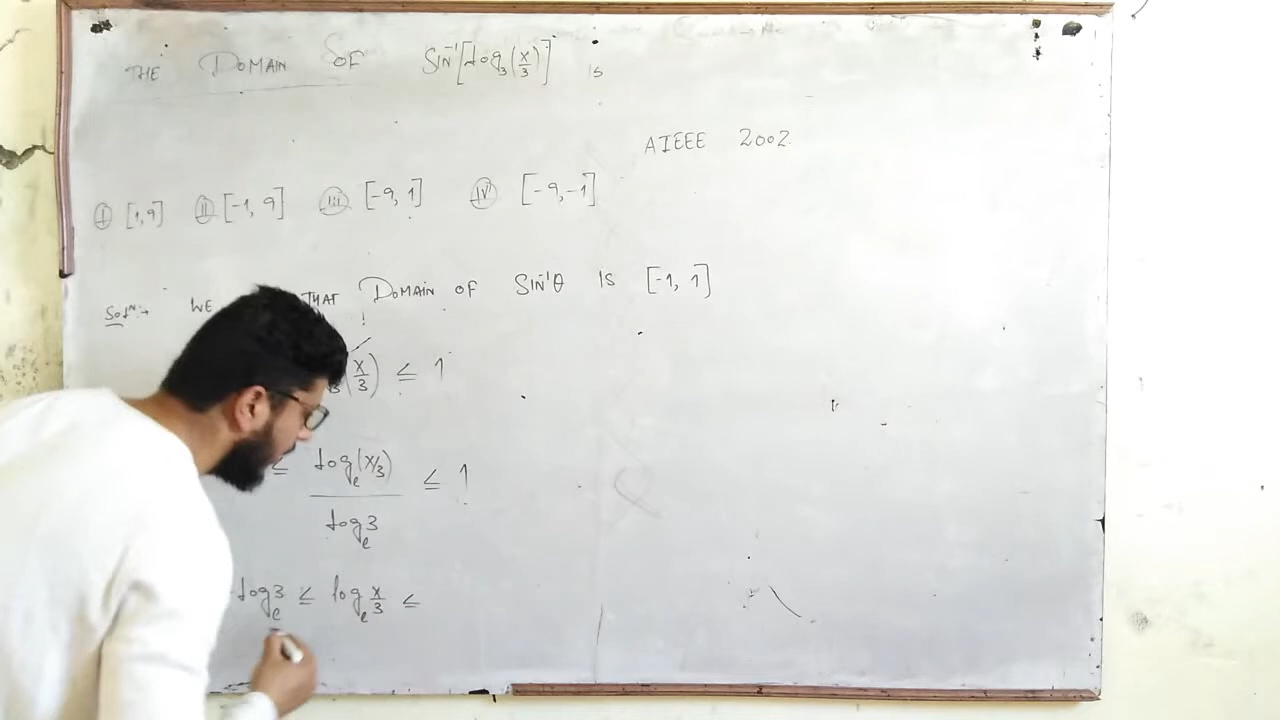 THE DOMAIN OF SIN⁻¹[log₃(x/3)] is
AIEEE 2002.
(I) [1,9] (II) [-1, 9] (III) [-9, 1] (IV) [-9,-1]
Solⁿ:→ WE THAT DOMAIN OF SIN⁻¹θ IS [-1, 1]
(x/3) ≤ 1
≤ logₑ(x/3) / logₑ3 ≤ 1
-logₑ3 ≤ logₑ x/3 ≤